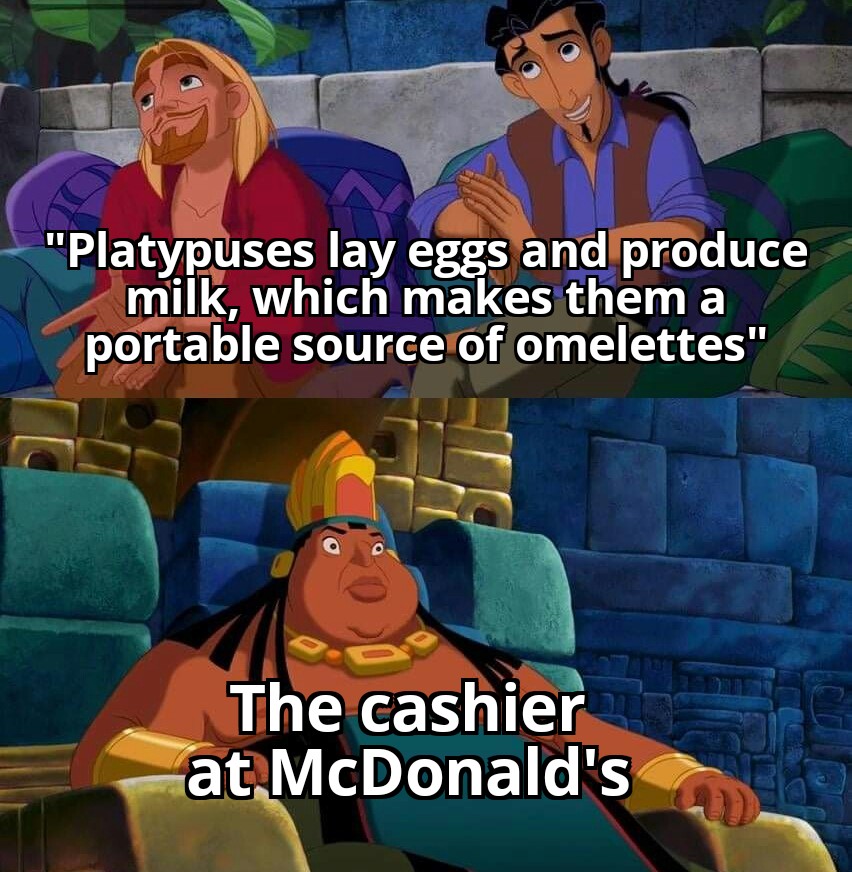 "Platypuses lay eggs and produce
milk, which makes them a
portable source of omelettes"
The cashier
at McDonald's